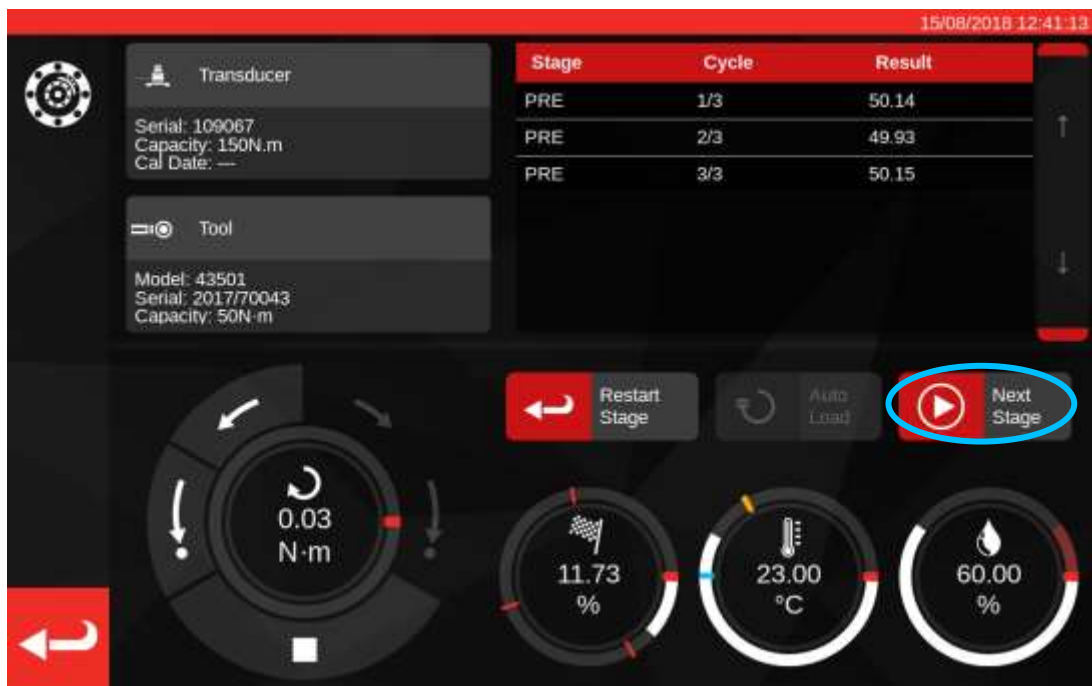 15/08/2018 12:41:13
Transducer
Serial: 109067
Capacity: 150N.m
Cal Date: ---
Tool
Model: 43501
Serial: 2017/70043
Capacity: 50N·m
Stage Cycle Result
PRE 1/3 50.14
PRE 2/3 49.93
PRE 3/3 50.15
Restart
Stage
Auto
Load
Next
Stage
0.03
N·m
11.73
%
23.00
°C
60.00
%